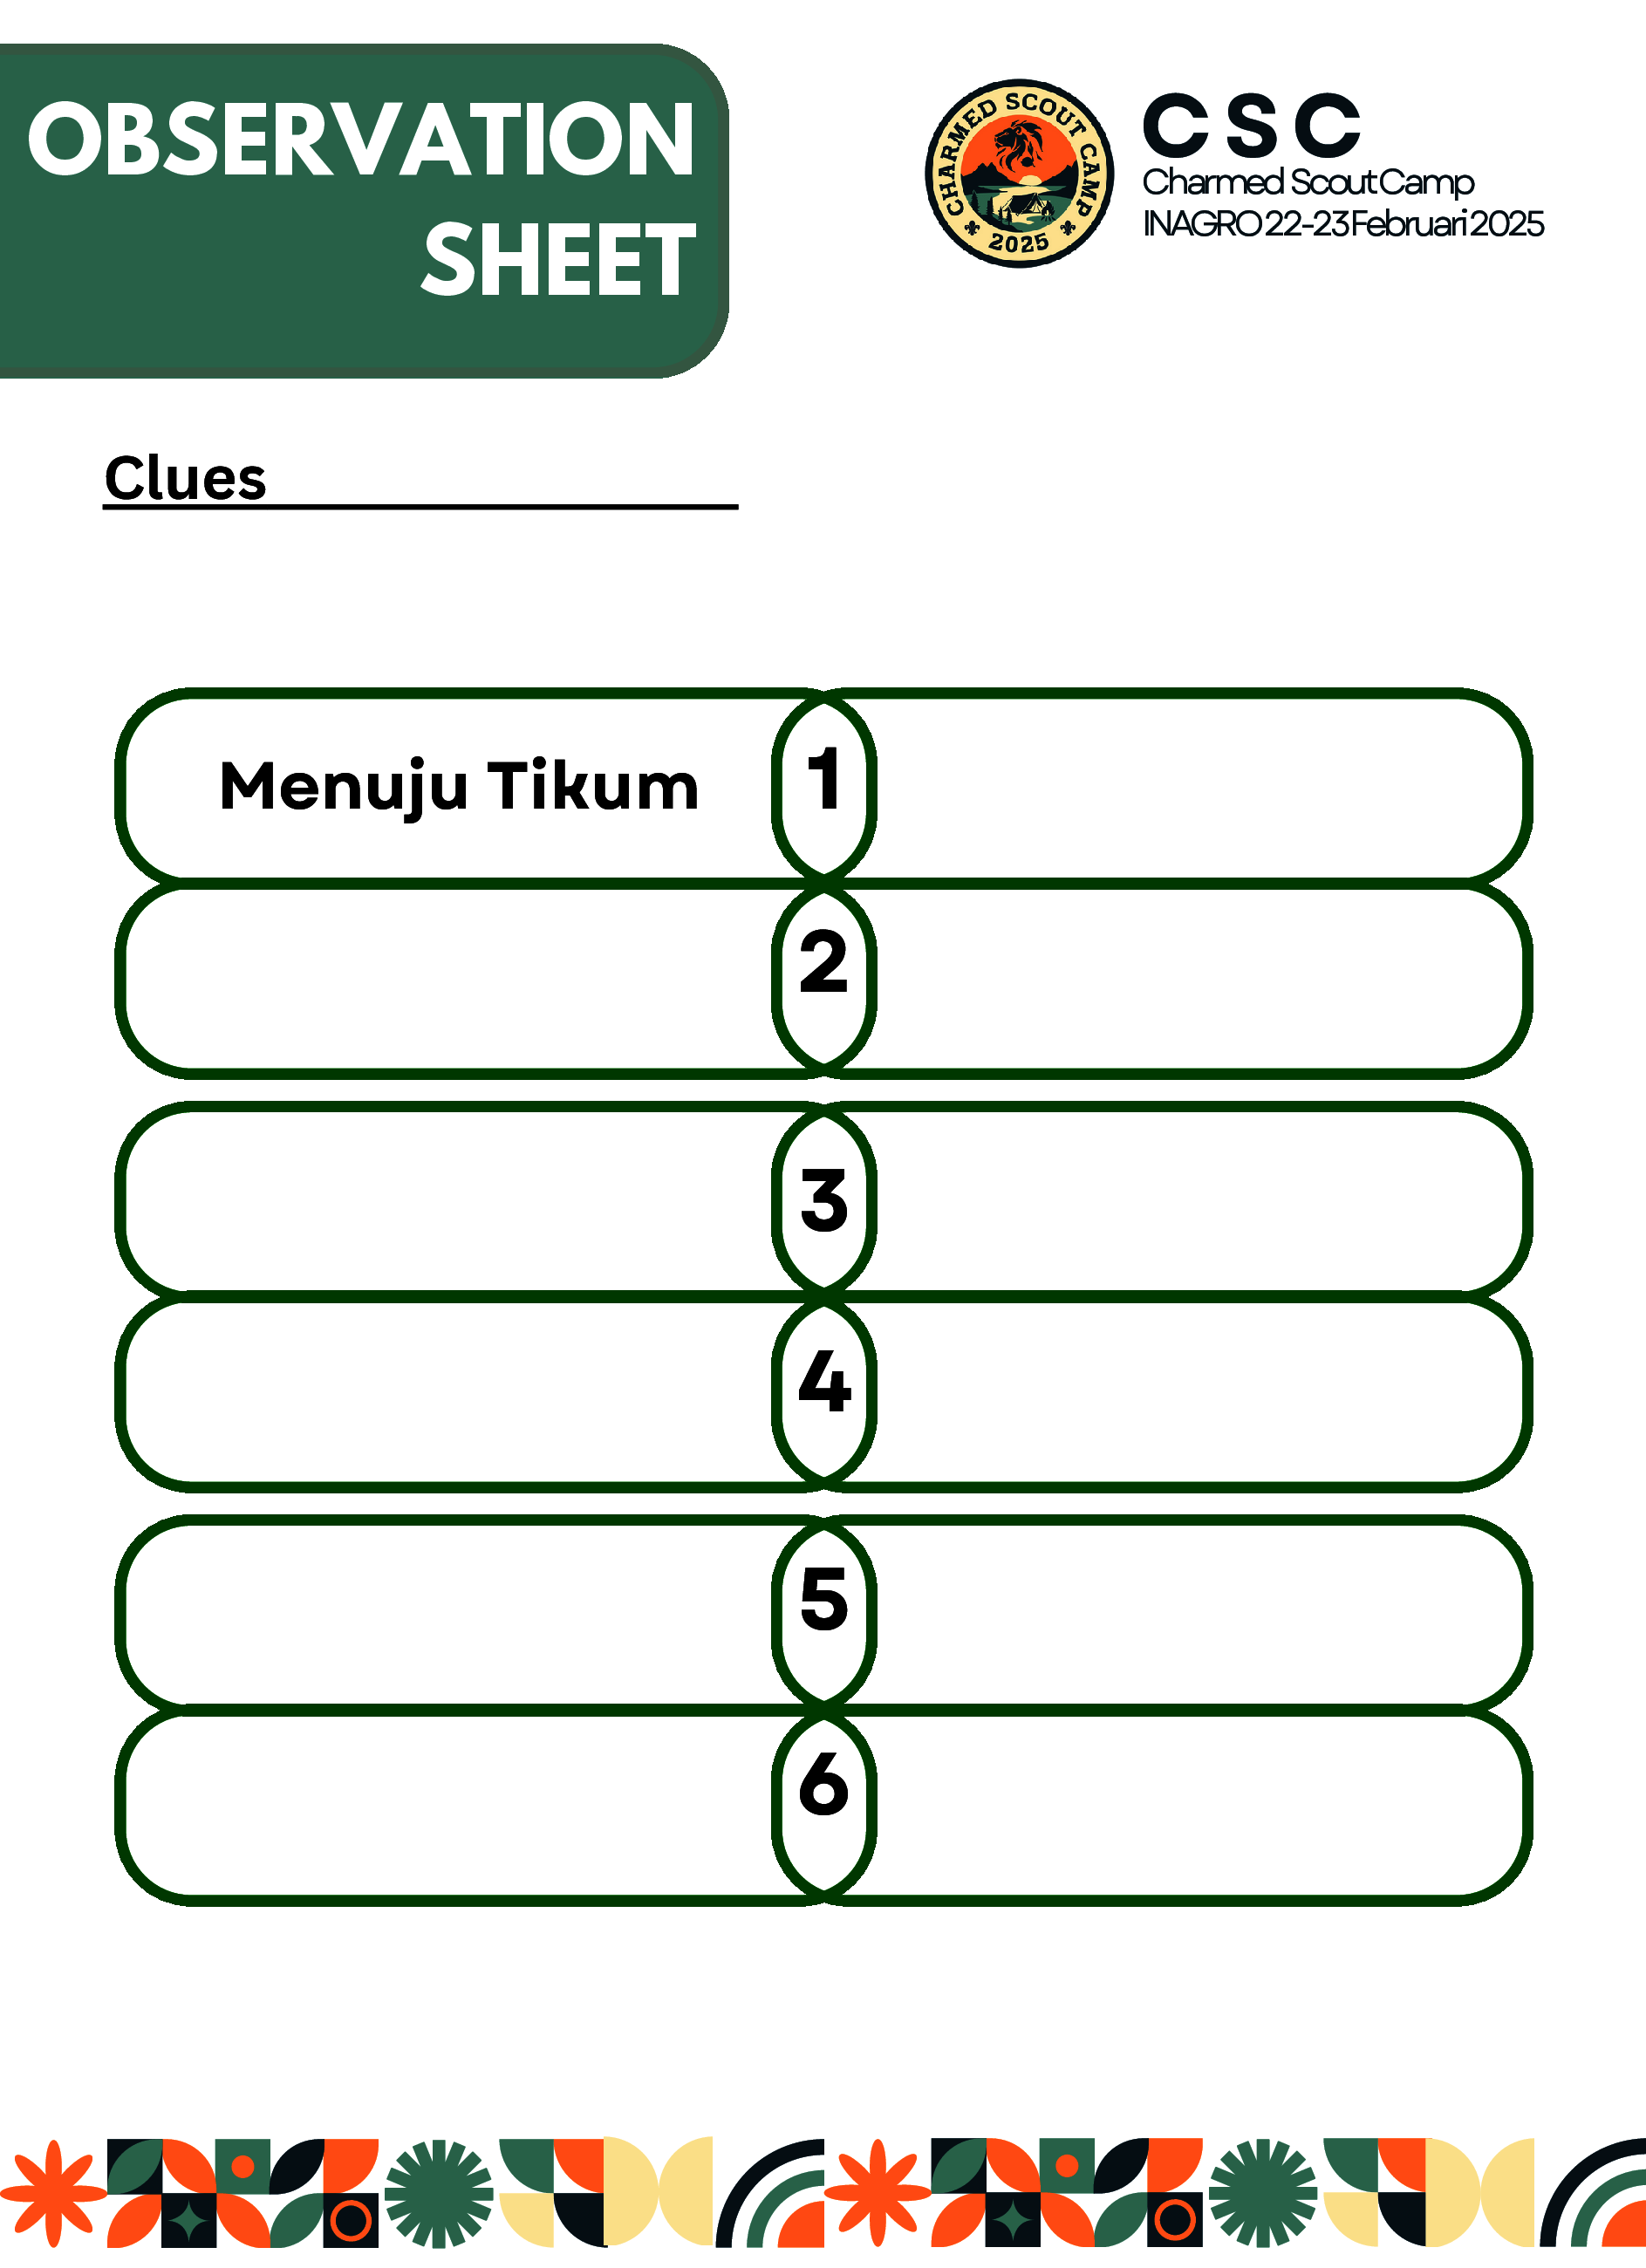 OBSERVATION
SHEET
CHARMED SCOUT CAMP
2025
CSC
Charmed Scout Camp
INAGRO 22-23 Februari 2025
Clues
Menuju Tikum
1
2
3
4
5
6